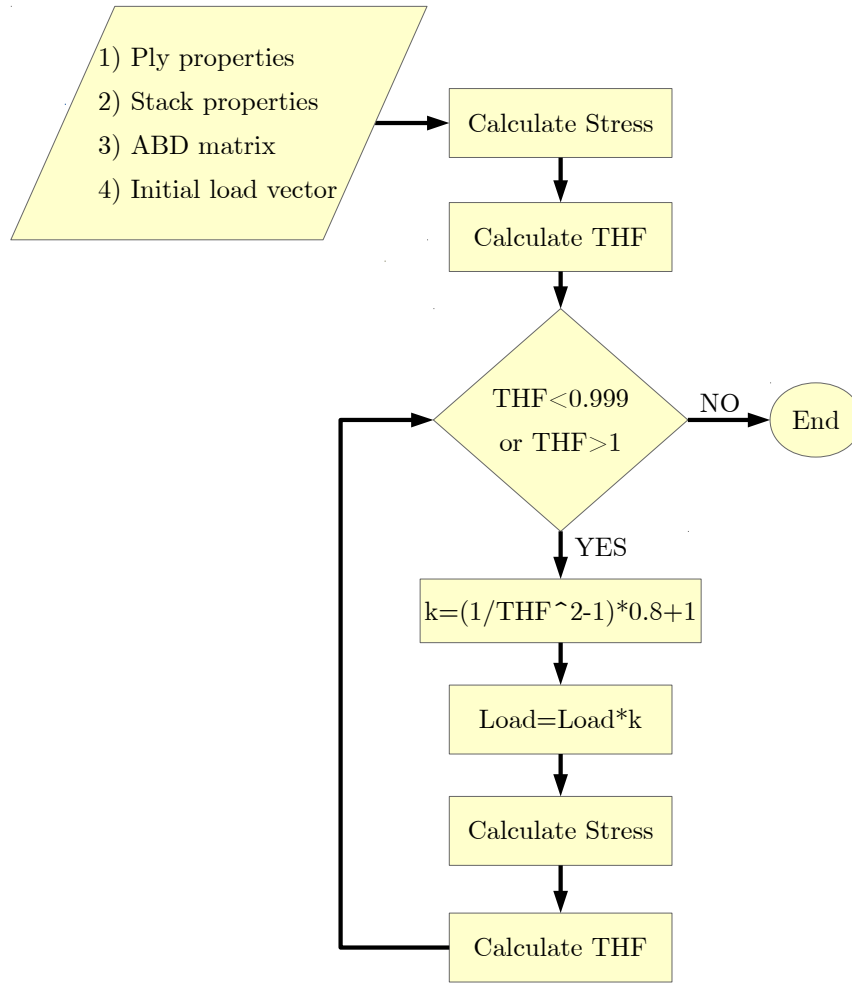 1) Ply properties
2) Stack properties
3) ABD matrix
4) Initial load vector
Calculate Stress
Calculate THF
THF<0.999
or THF>1
NO
End
YES
k=(1/THF^2-1)*0.8+1
Load=Load*k
Calculate Stress
Calculate THF